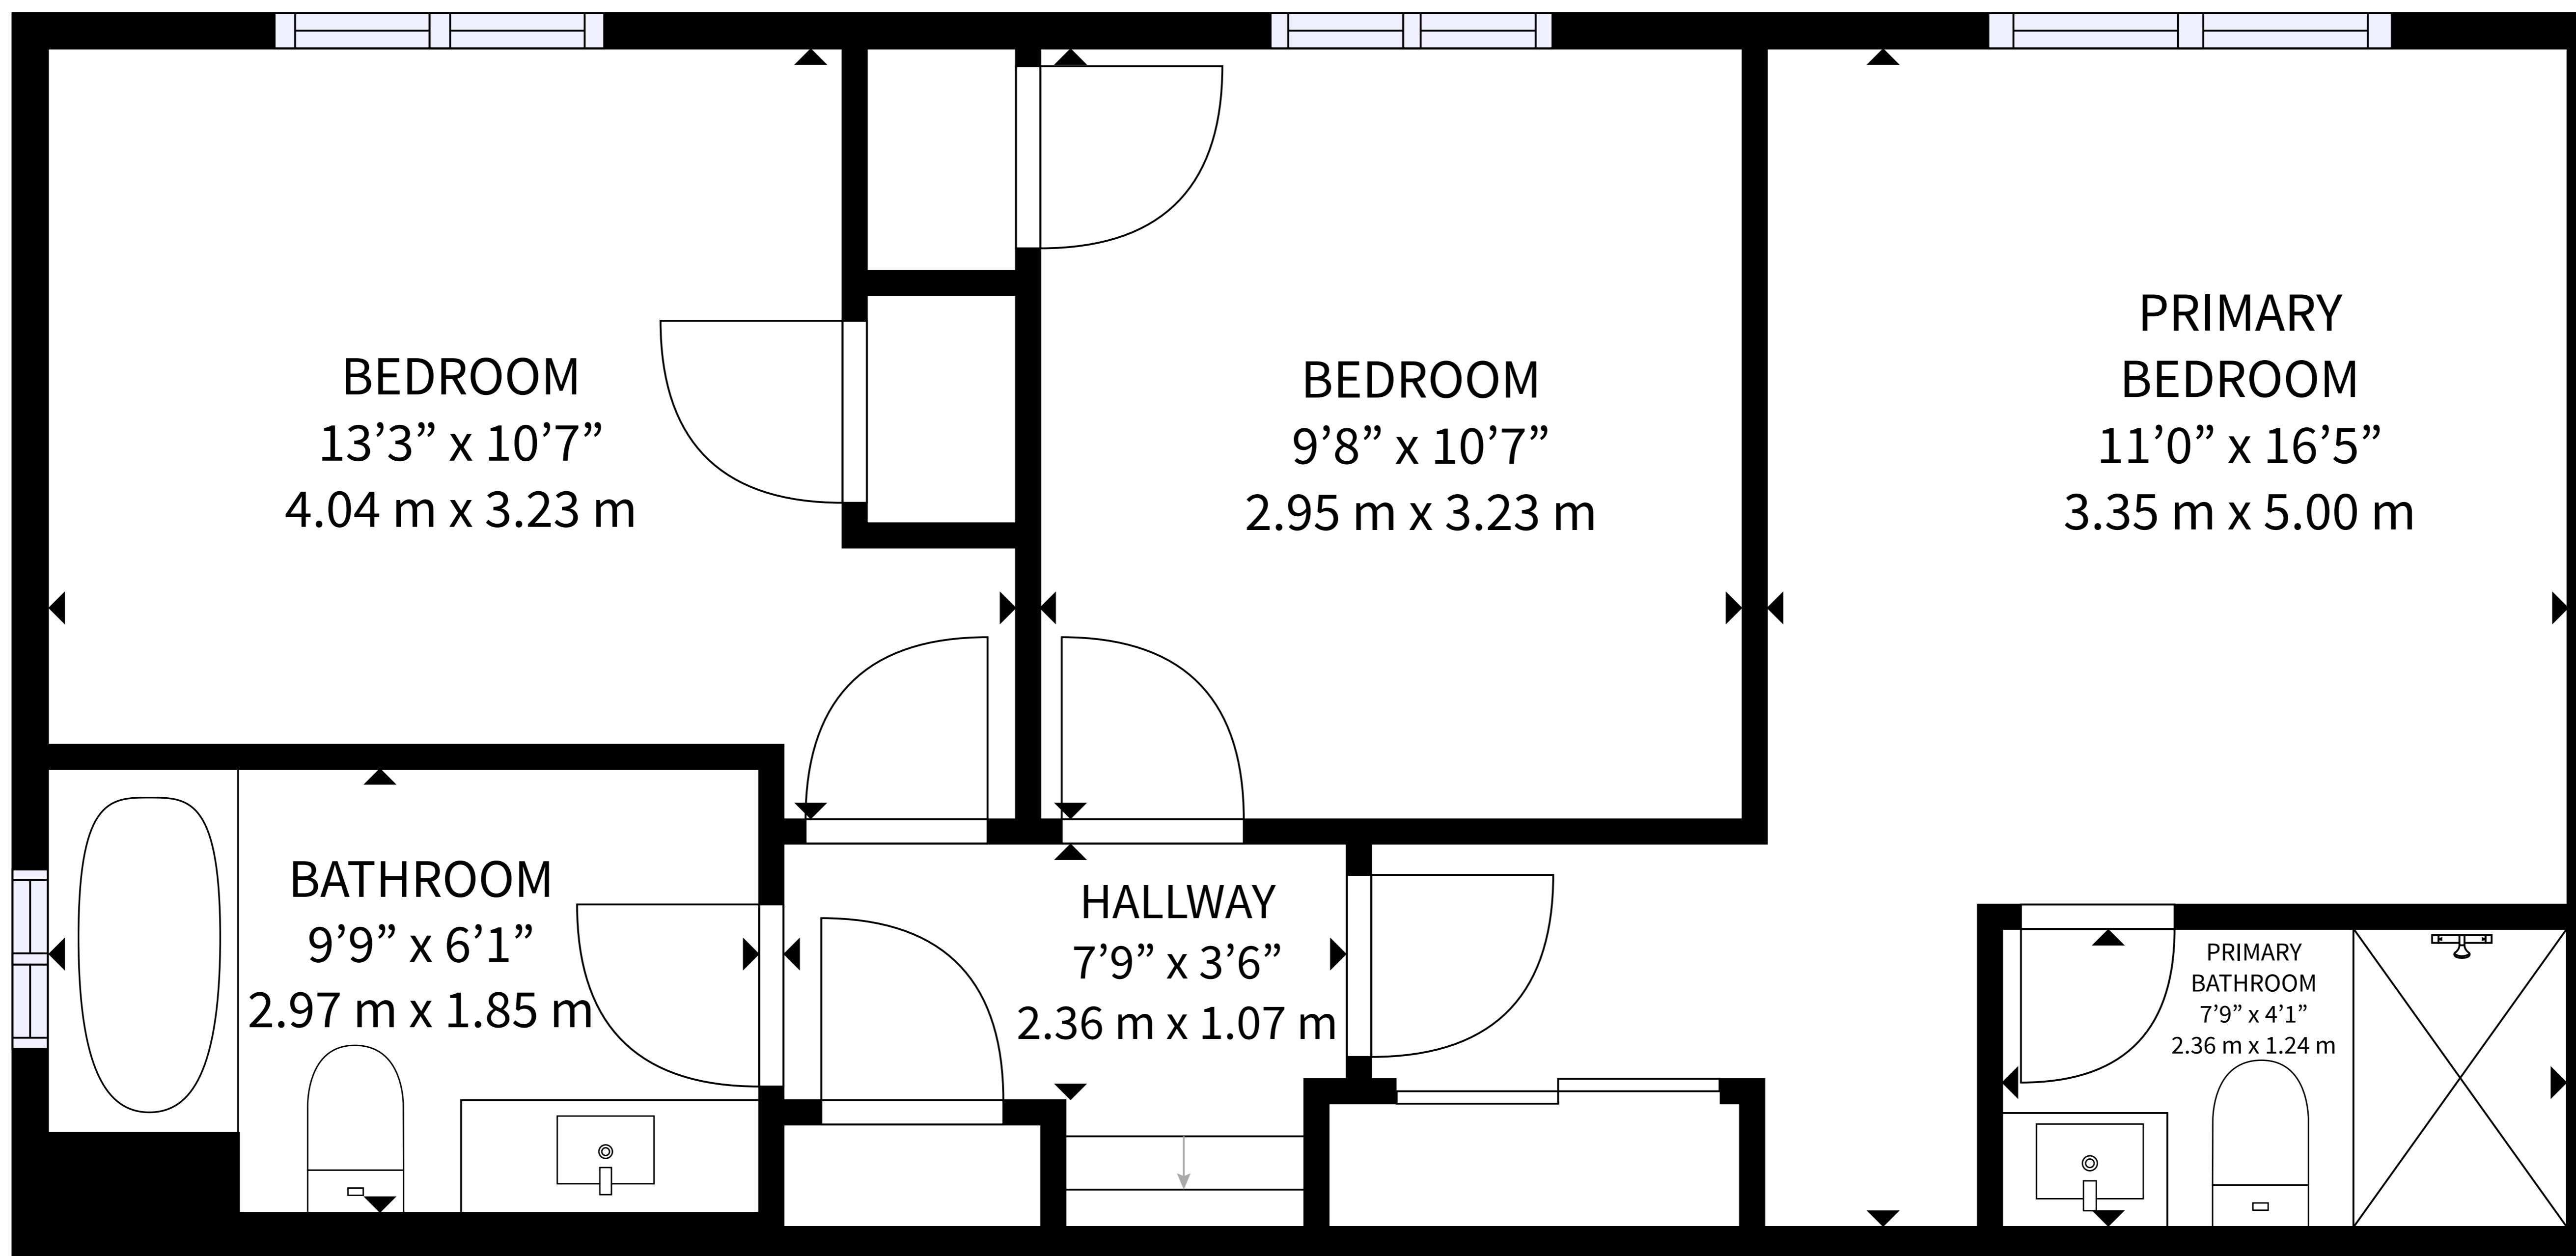 BEDROOM
13’3” x 10’7”
4.04 m x 3.23 m
BEDROOM
9’8” x 10’7”
2.95 m x 3.23 m
PRIMARY
BEDROOM
11’0” x 16’5”
3.35 m x 5.00 m
BATHROOM
9’9” x 6’1”
2.97 m x 1.85 m
HALLWAY
7’9” x 3’6”
2.36 m x 1.07 m
PRIMARY
BATHROOM
7’9” x 4’1”
2.36 m x 1.24 m